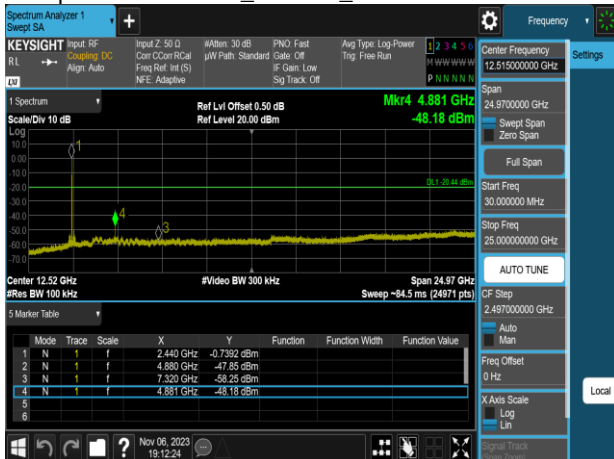 Spectrum Analyzer 1
Swept SA
Frequency
KEYSIGHT
RL
LXI
Input: RF
Coupling: DC
Align: Auto
Input Z: 50 Ω
Corr CCorr RCal
Freq Ref: Int (S)
NFE: Adaptive
#Atten: 30 dB
µW Path: Standard
PNO: Fast
Gate: Off
IF Gain: Low
Sig Track: Off
Avg Type: Log-Power
Trig: Free Run
1 2 3 4 5 6
M W W W W W
P N N N N N
Center Frequency
12.515000000 GHz
Settings
1 Spectrum
Scale/Div 10 dB
Ref Lvl Offset 0.50 dB
Ref Level 20.00 dBm
Mkr4 4.881 GHz
-48.18 dBm
Log
10.0
0.00
-10.0
-20.0
-30.0
-40.0
-50.0
-60.0
-70.0
1
4
3
DL1 -20.44 dBm
Center 12.52 GHz
#Res BW 100 kHz
#Video BW 300 kHz
Span 24.97 GHz
Sweep ~84.5 ms (24971 pts)
Span
24.9700000 GHz
Swept Span
Zero Span
Full Span
Start Freq
30.000000 MHz
Stop Freq
25.000000000 GHz
AUTO TUNE
CF Step
2.497000000 GHz
Auto
Man
Freq Offset
0 Hz
X Axis Scale
Log
Lin
Signal Track
(Span Zoom)
Local
5 Marker Table
Mode Trace Scale X Y Function Function Width Function Value
1 N 1 f 2.440 GHz -0.7392 dBm
2 N 1 f 4.880 GHz -47.85 dBm
3 N 1 f 7.320 GHz -58.25 dBm
4 N 1 f 4.881 GHz -48.18 dBm
5
6
?
Nov 06, 2023
19:12:24